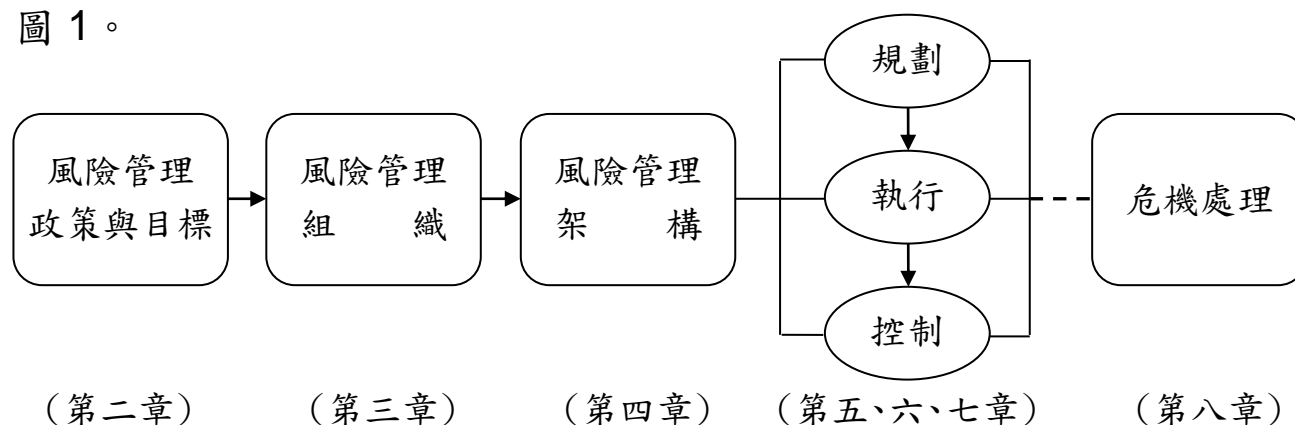 圖 1。
規劃
風險管理
政策與目標
風險管理
組 織
風險管理
架 構
執行
危機處理
控制
（第二章）
（第三章）
（第四章）
（第五、六、七章）
（第八章）